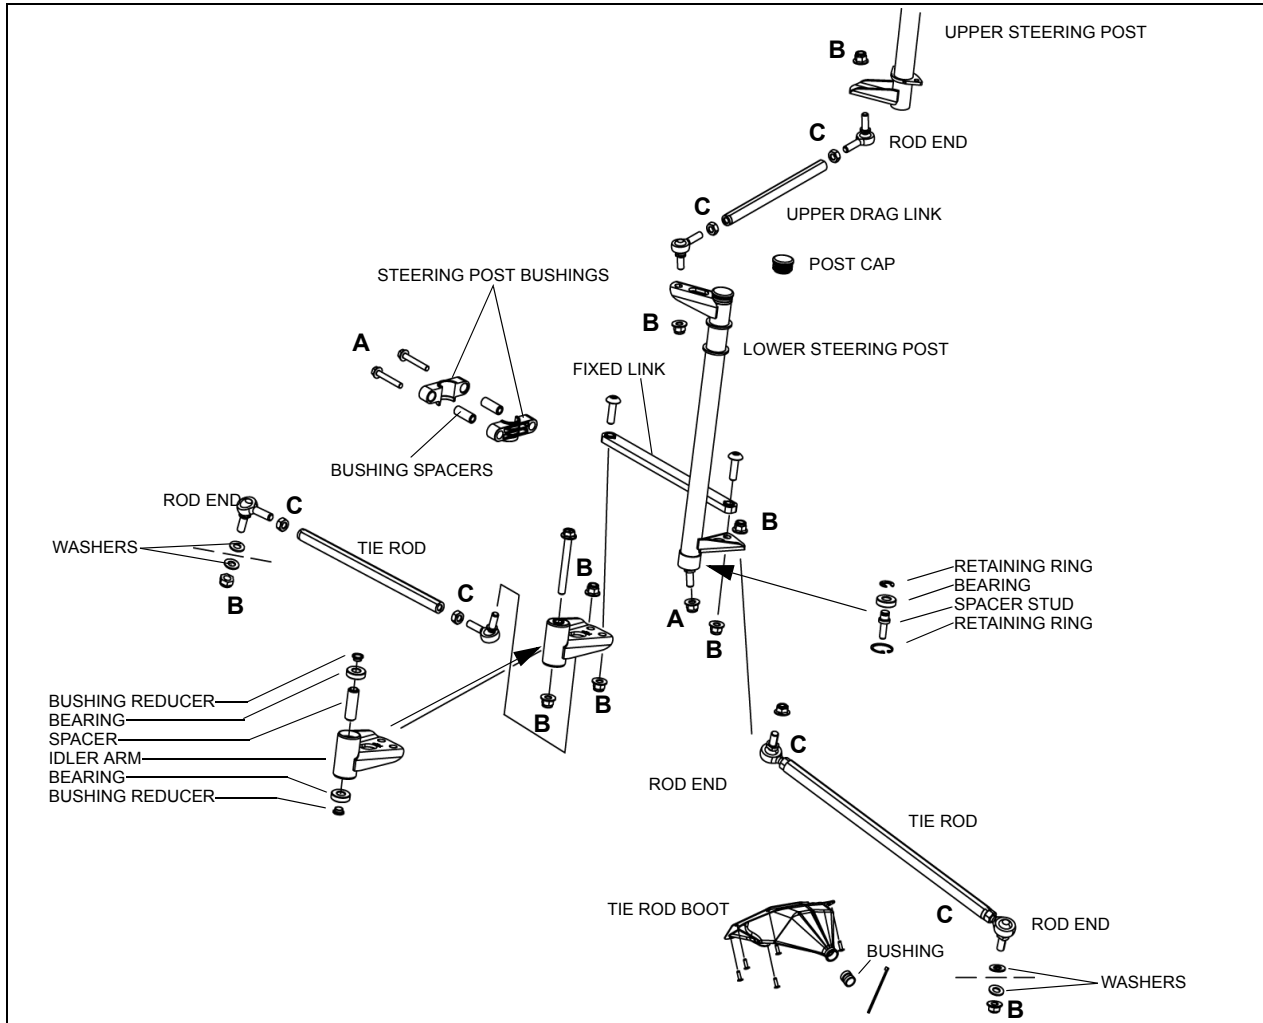 UPPER STEERING POST
B
C
ROD END
C
UPPER DRAG LINK
POST CAP
STEERING POST BUSHINGS
B
A
LOWER STEERING POST
FIXED LINK
BUSHING SPACERS
ROD END
C
B
WASHERS
TIE ROD
B
C
B
A
B
B
B
RETAINING RING
BEARING
SPACER STUD
RETAINING RING
BUSHING REDUCER
BEARING
SPACER
IDLER ARM
BEARING
BUSHING REDUCER
C
ROD END
TIE ROD
TIE ROD BOOT
C
ROD END
BUSHING
WASHERS
B